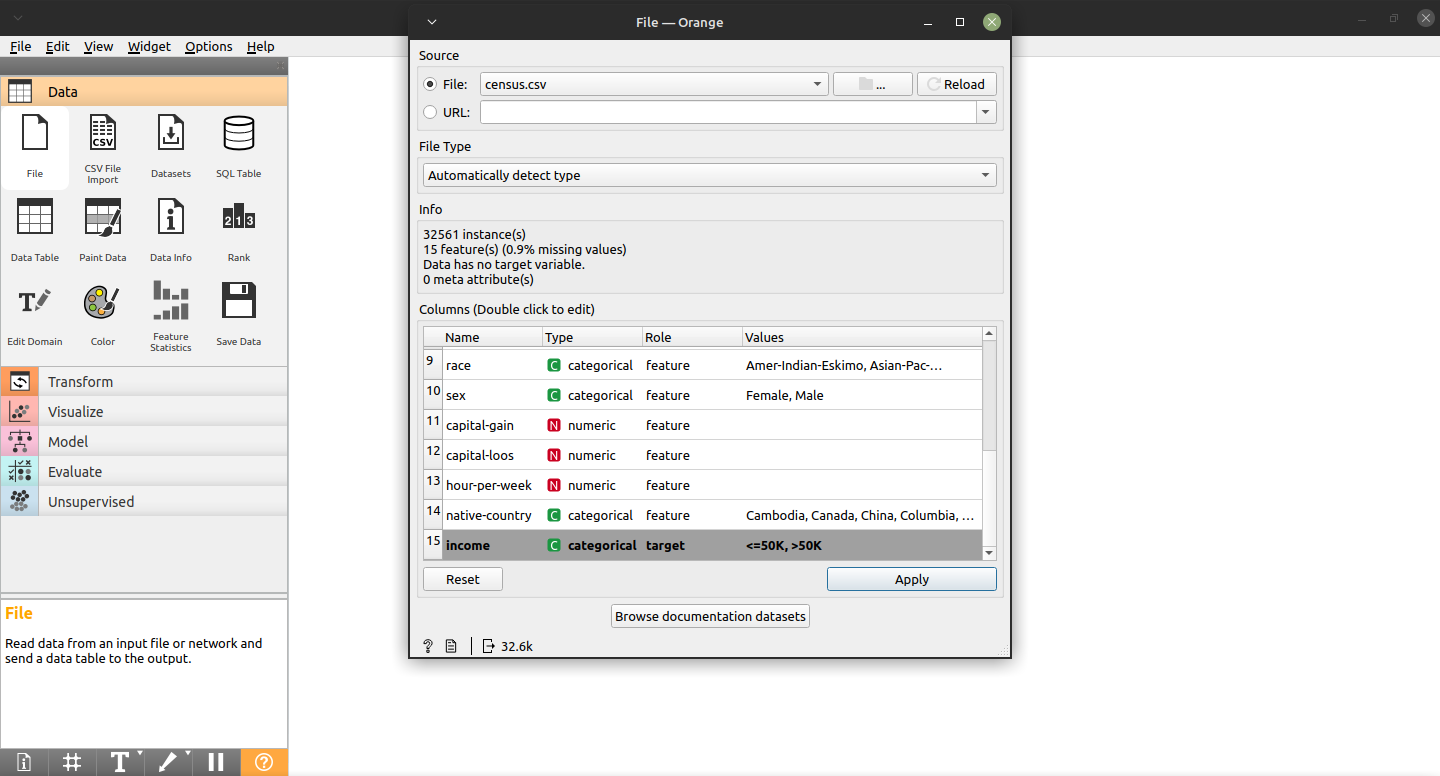 File — Orange
File Edit View Widget Options Help
Data
File
CSV
CSV File
Import
Datasets
SQL Table
Data Table
Paint Data
Data Info
2 1 3
Rank
T
Edit Domain
Color
Feature
Statistics
Save Data
Transform
Visualize
Model
Evaluate
Unsupervised
File
Read data from an input file or network and
send a data table to the output.
T
?
Source
File: census.csv ... Reload
URL:
File Type
Automatically detect type
Info
32561 instance(s)
15 feature(s) (0.9% missing values)
Data has no target variable.
0 meta attribute(s)
Columns (Double click to edit)
Name Type Role Values
9 race C categorical feature Amer-Indian-Eskimo, Asian-Pac-...
10 sex C categorical feature Female, Male
11 capital-gain N numeric feature
12 capital-loos N numeric feature
13 hour-per-week N numeric feature
14 native-country C categorical feature Cambodia, Canada, China, Columbia, ...
15 income C categorical target <=50K, >50K
Reset Apply
Browse documentation datasets
? 32.6k